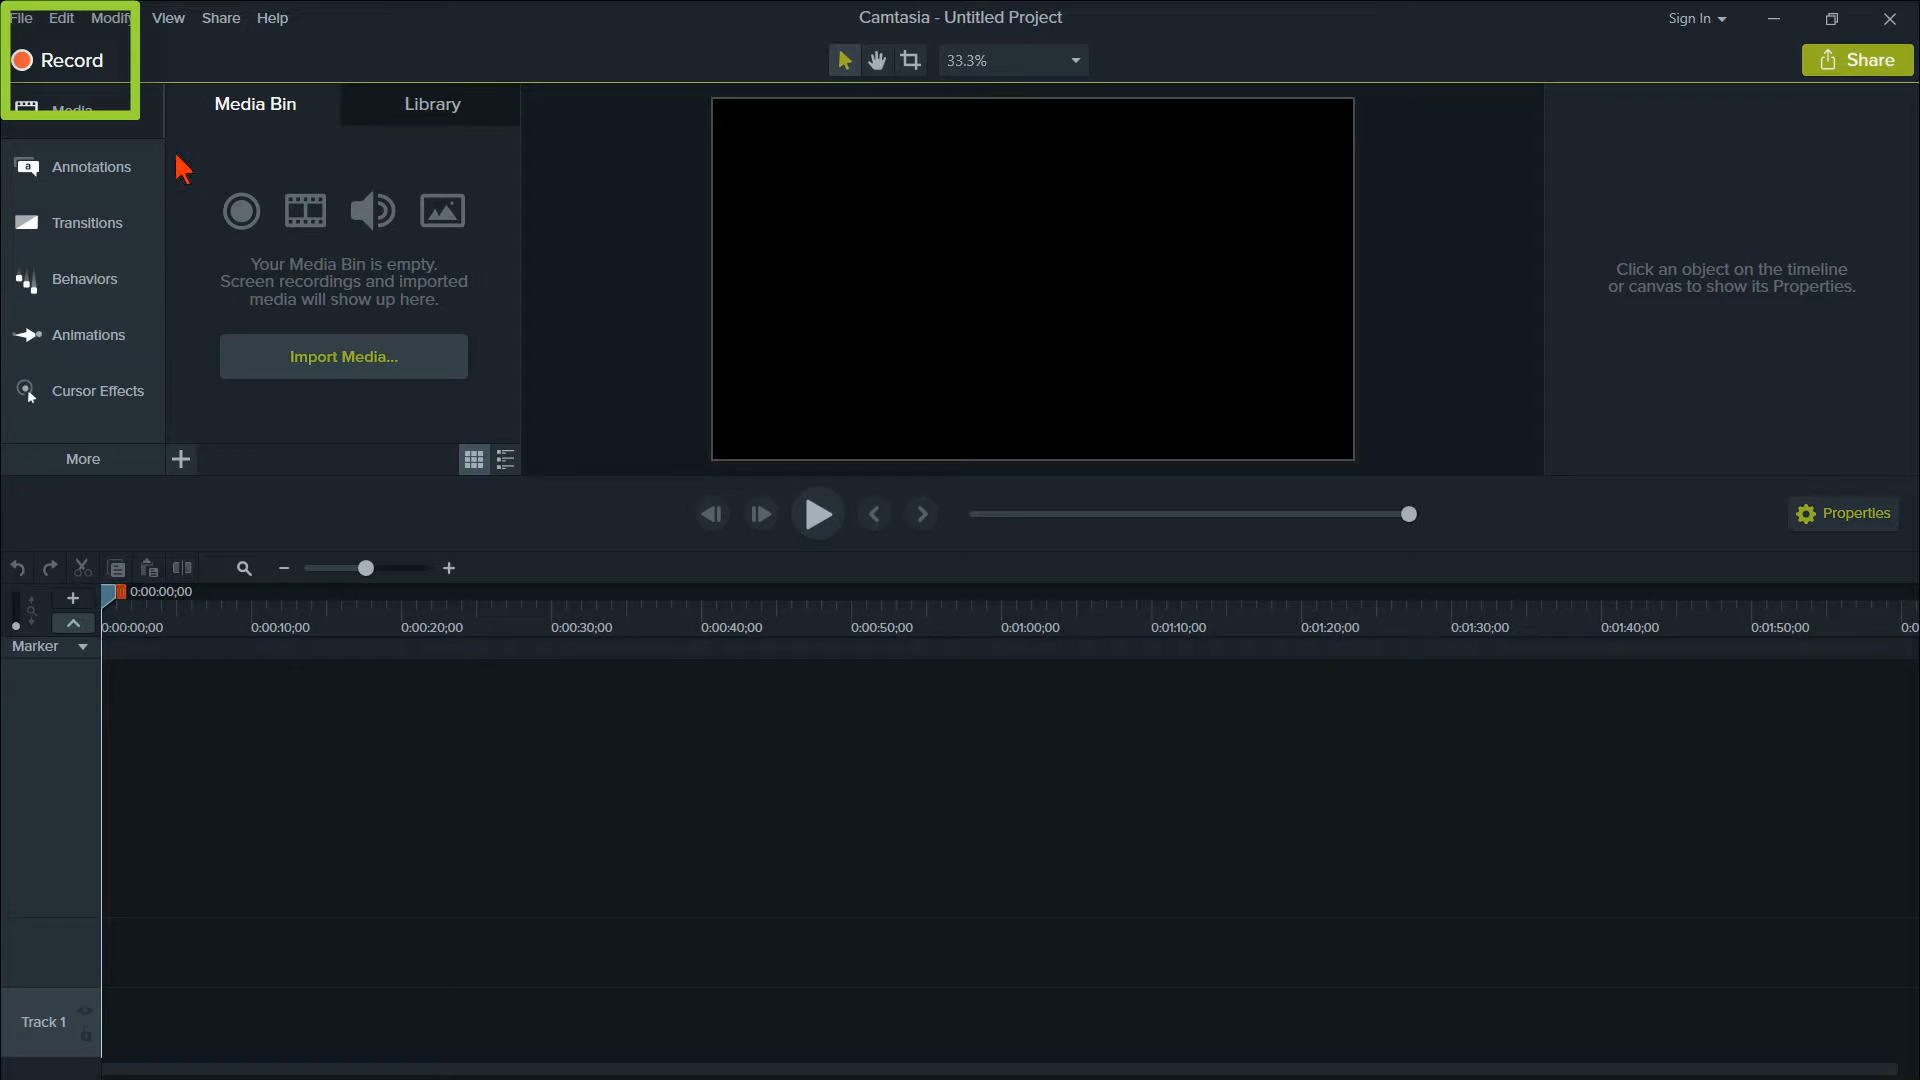 File Edit Modify View Share Help
Camtasia - Untitled Project
Sign In
Record
33.3%
Share
Media
Media Bin
Library
Annotations
Transitions
Behaviors
Animations
Cursor Effects
More
Your Media Bin is empty.
Screen recordings and imported
media will show up here.
Import Media...
Click an object on the timeline
or canvas to show its Properties.
Properties
0:00:00;00
0:00:00;00 0:00:10;00 0:00:20;00 0:00:30;00 0:00:40;00 0:00:50;00 0:01:00;00 0:01:10;00 0:01:20;00 0:01:30;00 0:01:40;00 0:01:50;00 0:0
Marker
Track 1